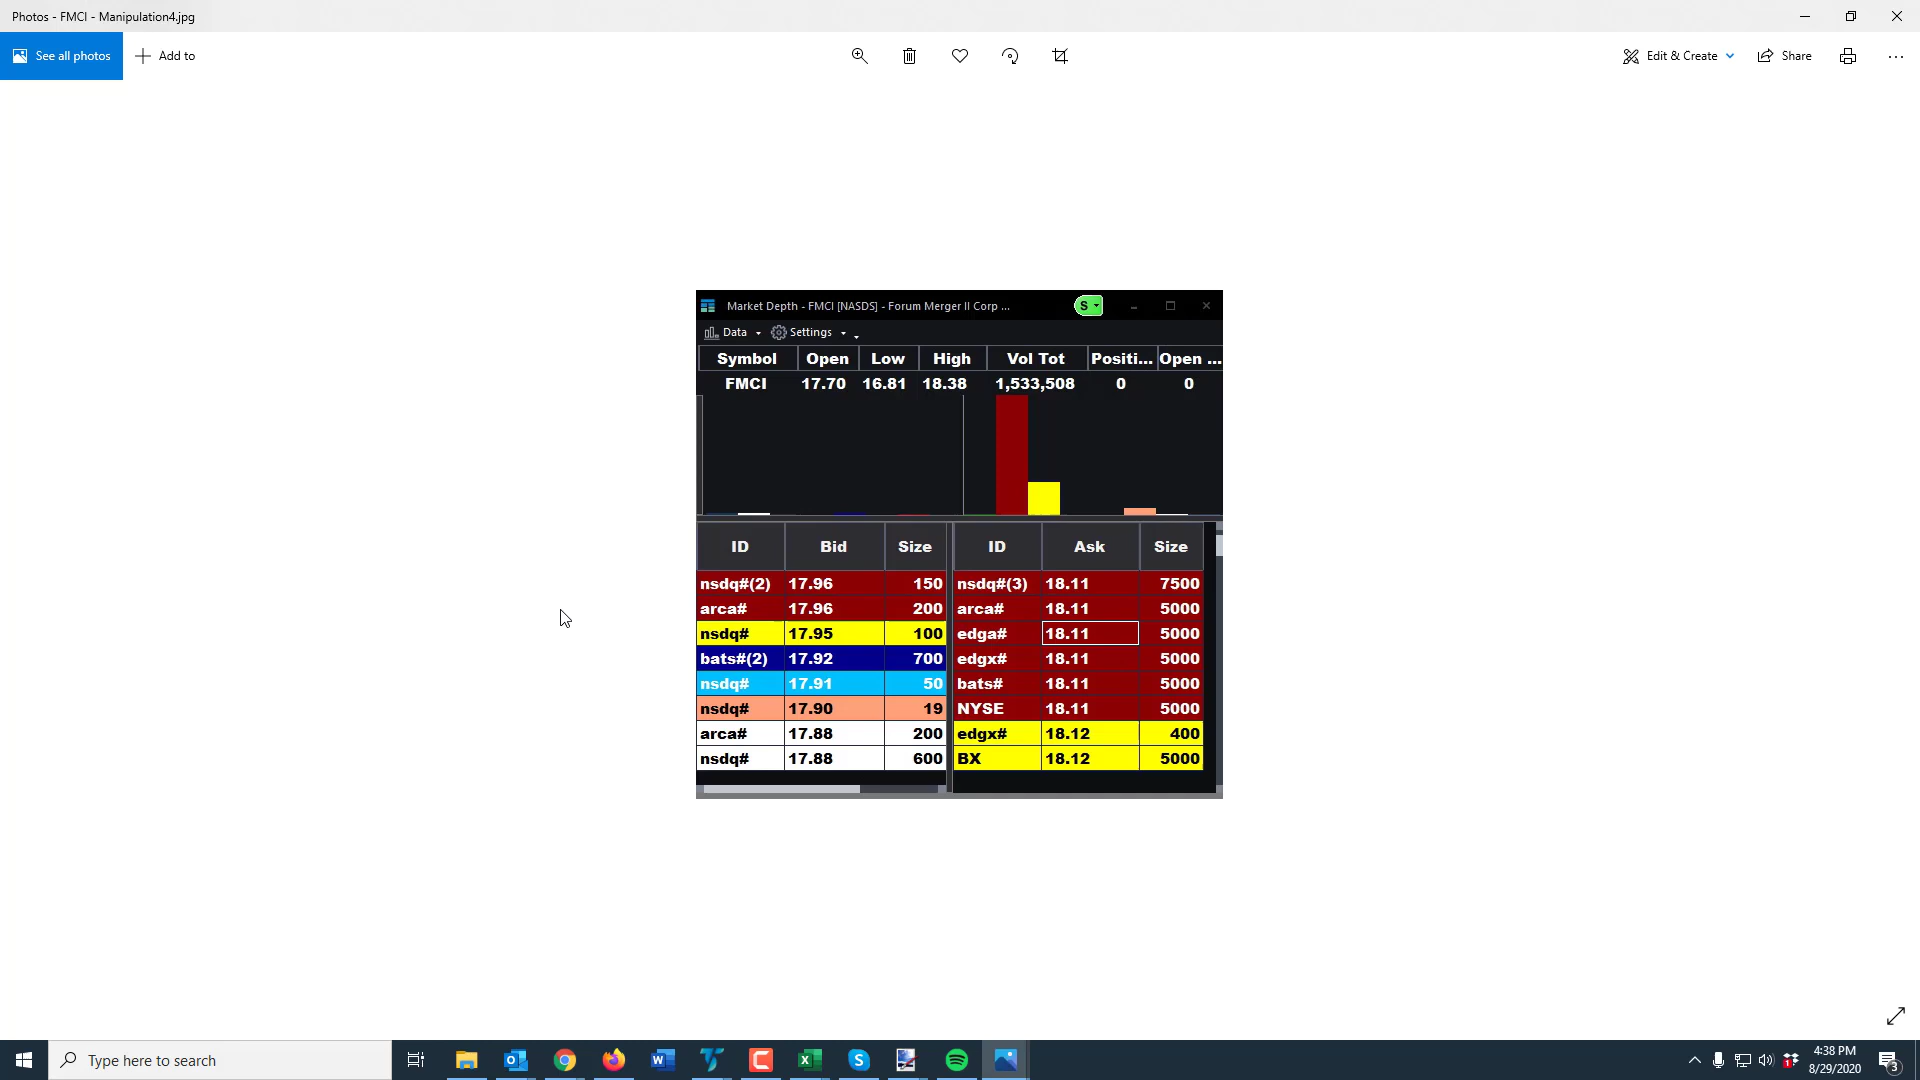 Photos - FMCI - Manipulation4.jpg
See all photos
Add to
Edit & Create
Share
Market Depth - FMCI [NASDS] - Forum Merger II Corp ...
S
Data
Settings
Symbol Open Low High Vol Tot Positi... Open ...
FMCI 17.70 16.81 18.38 1,533,508 0 0
ID Bid Size ID Ask Size
nsdq#(2) 17.96 150 nsdq#(3) 18.11 7500
arca# 17.96 200 arca# 18.11 5000
nsdq# 17.95 100 edga# 18.11 5000
bats#(2) 17.92 700 edgx# 18.11 5000
nsdq# 17.91 50 bats# 18.11 5000
nsdq# 17.90 19 NYSE 18.11 5000
arca# 17.88 200 edgx# 18.12 400
nsdq# 17.88 600 BX 18.12 5000
Type here to search
4:38 PM
8/29/2020
3